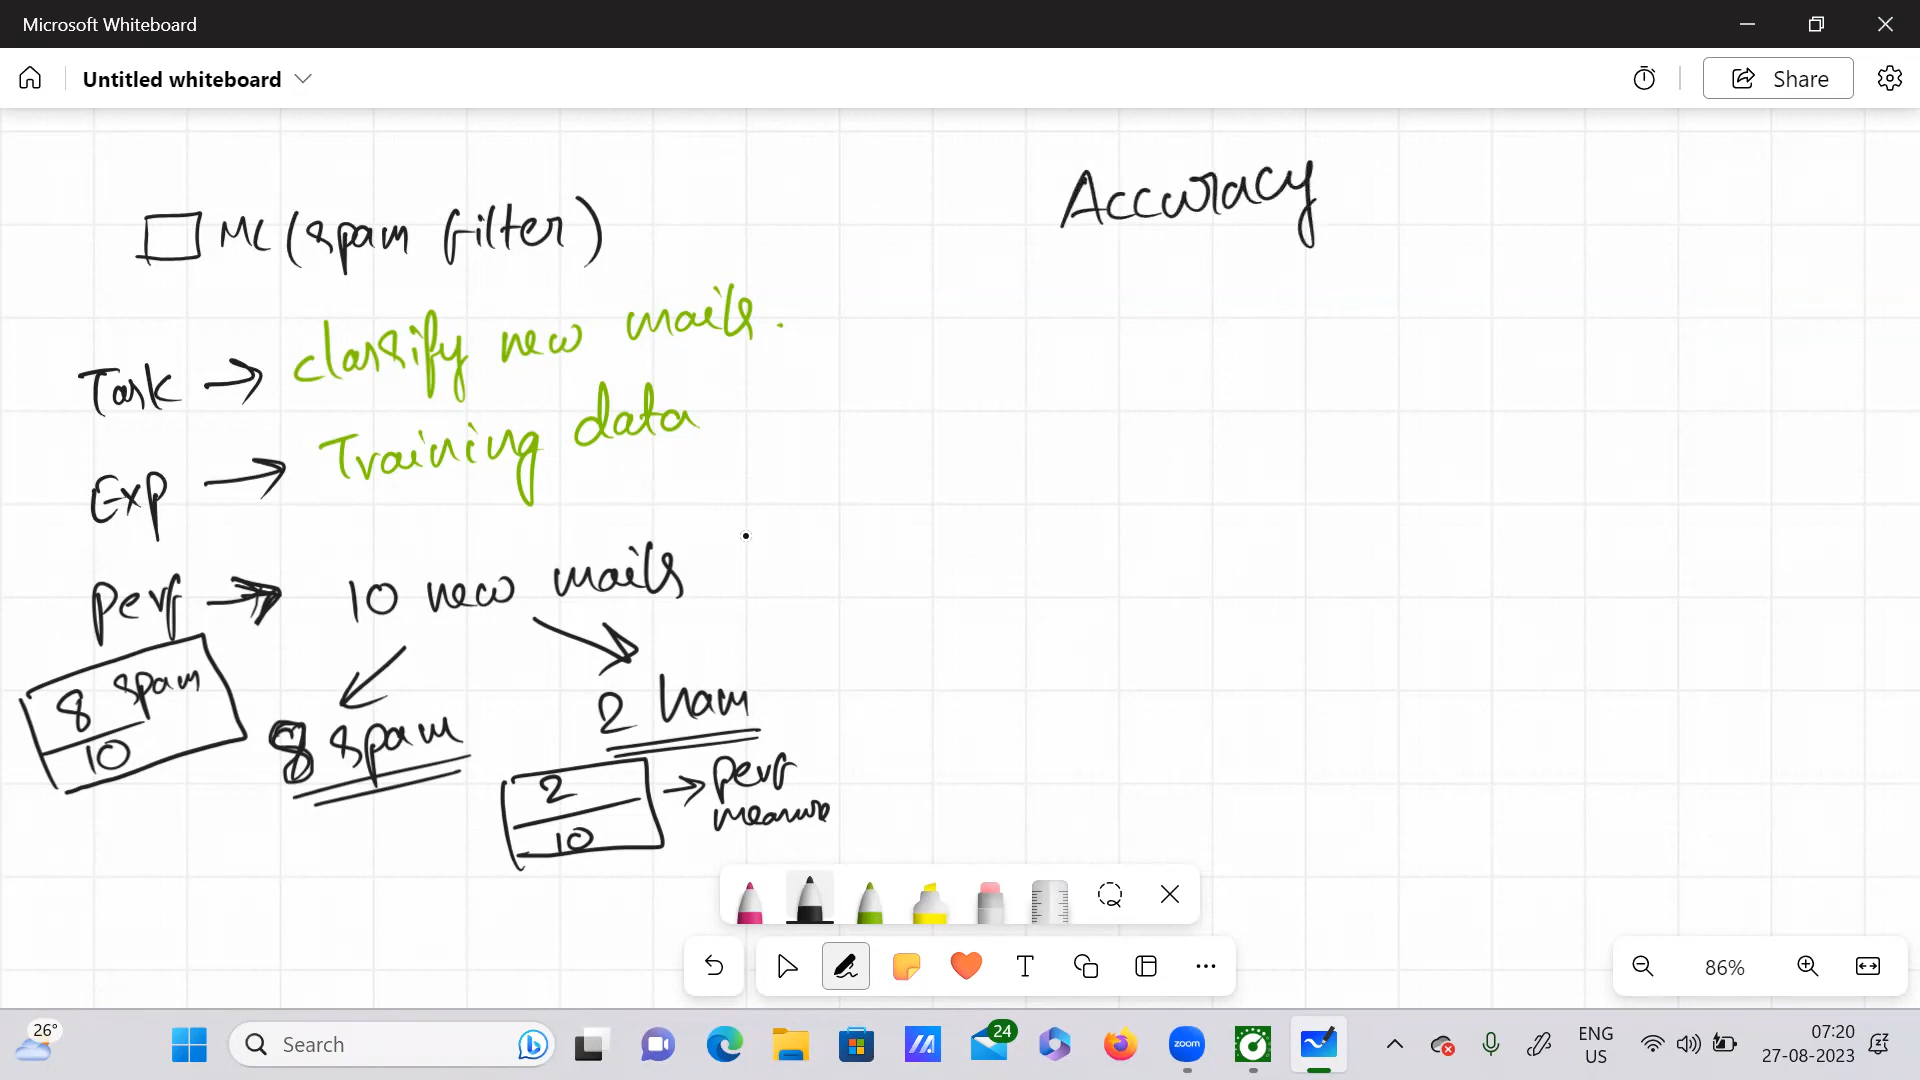 Microsoft Whiteboard
Untitled whiteboard
Share
Accuracy
MC (spam filter)
Task → classify new mails.
Exp → Training data
Perf → 10 new mails
8 spam
10
8 spam
2 ham
2
10
→ perf
measure
86%
26°
Search
24
zoom
ENG
US
07:20
27-08-2023